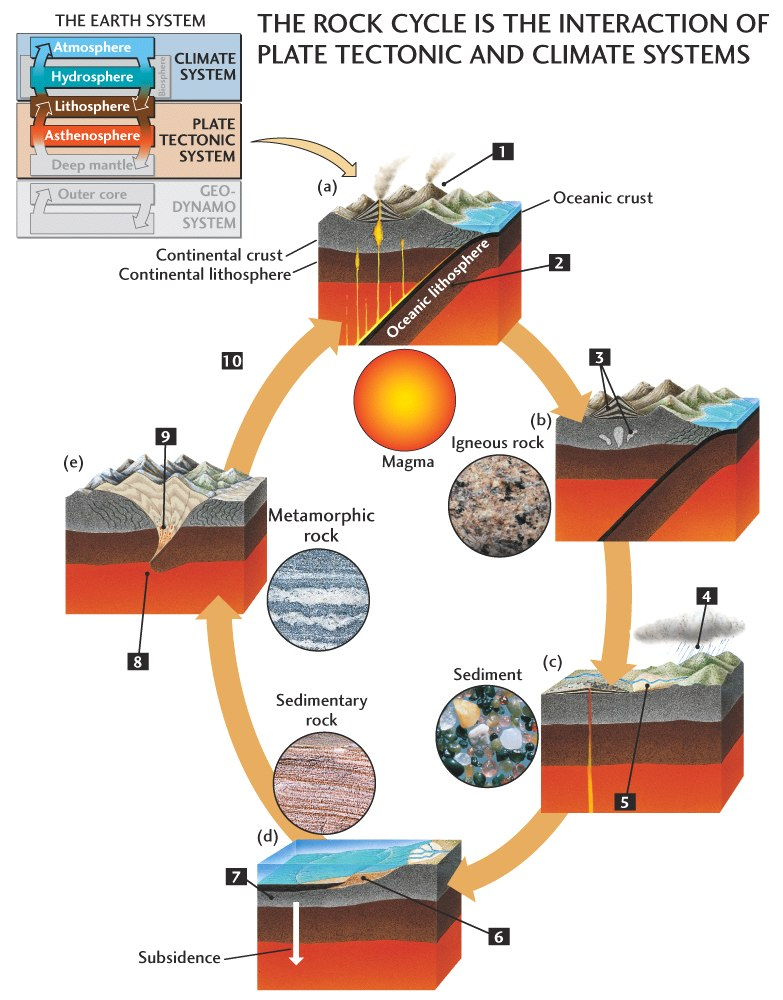 THE EARTH SYSTEM
Atmosphere
Hydrosphere
Biosphere
CLIMATE
SYSTEM
Lithosphere
Asthenosphere
Deep mantle
PLATE
TECTONIC
SYSTEM
Outer core
GEO-
DYNAMO
SYSTEM
THE ROCK CYCLE IS THE INTERACTION OF
PLATE TECTONIC AND CLIMATE SYSTEMS
(a)
1
Oceanic crust
Continental crust
Continental lithosphere
2
Oceanic lithosphere
10
Magma
3
(b)
Igneous rock
(e)
9
Metamorphic
rock
8
4
(c)
Sediment
5
Sedimentary
rock
(d)
7
6
Subsidence